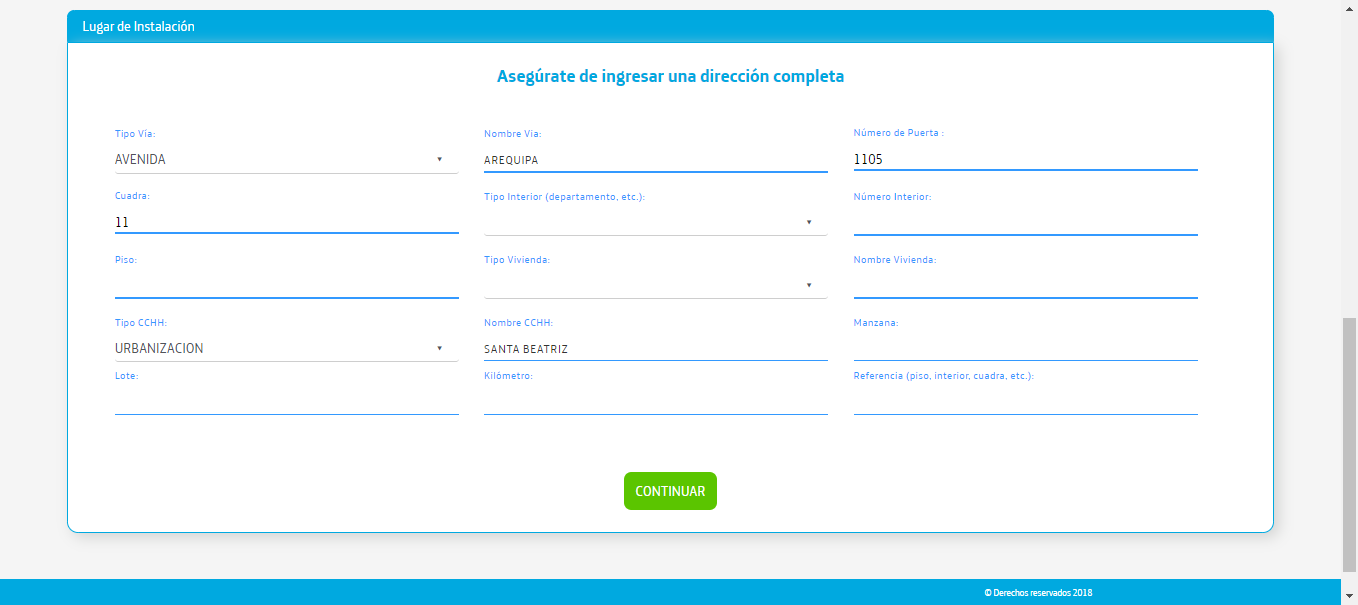 Lugar de Instalación
Asegúrate de ingresar una dirección completa
Tipo Vía:
Nombre Vía:
Número de Puerta :
AVENIDA
AREQUIPA
1105
Cuadra:
Tipo Interior (departamento, etc.):
Número Interior:
11
Piso:
Tipo Vivienda:
Nombre Vivienda:
Tipo CCHH:
Nombre CCHH:
Manzana:
URBANIZACION
SANTA BEATRIZ
Lote:
Kilómetro:
Referencia (piso, interior, cuadra, etc.):
CONTINUAR
© Derechos reservados 2018